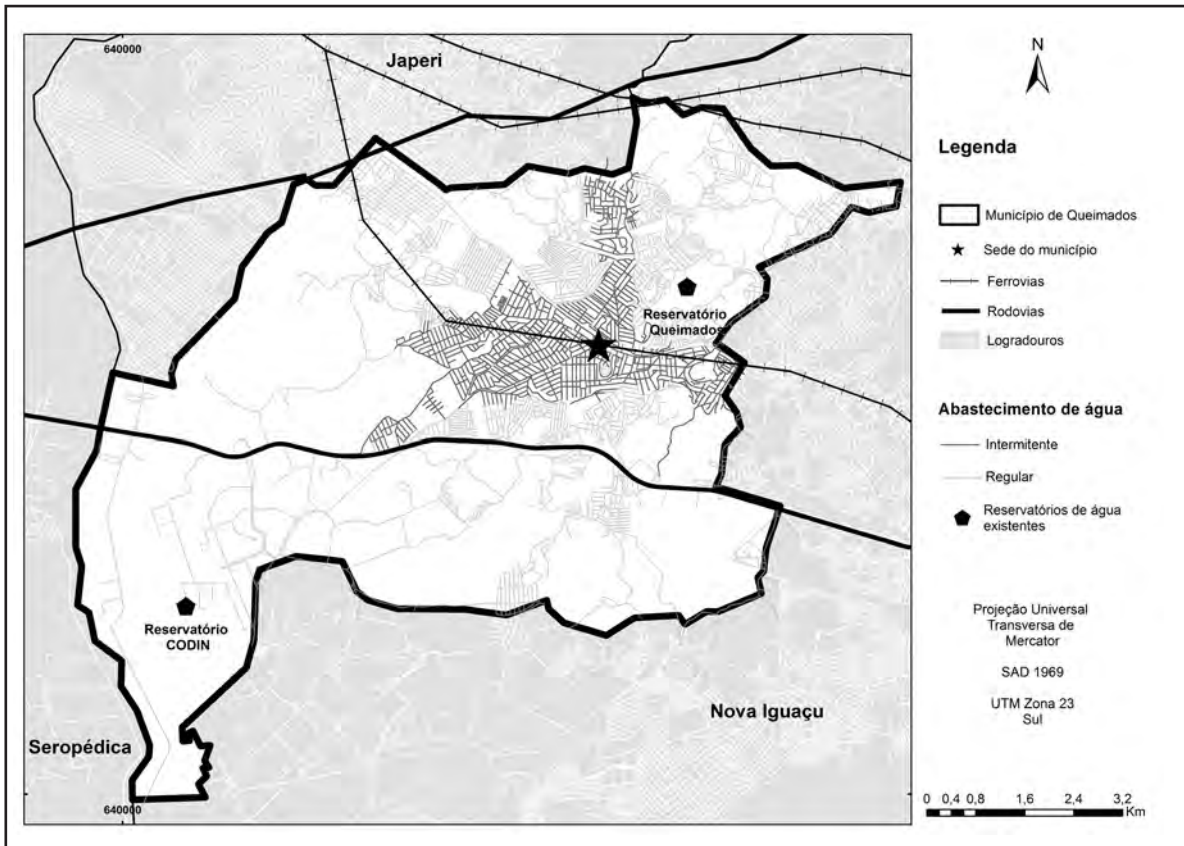 640000
Japeri
Reservatório
Queimados
Reservatório
CODIN
Nova Iguaçu
Seropédica
640000
N
Legenda
Município de Queimados
Sede do município
Ferrovias
Rodovias
Logradouros
Abastecimento de água
Intermitente
Regular
Reservatórios de água
existentes
Projeção Universal
Transversa de
Mercator
SAD 1969
UTM Zona 23
Sul
0 0,4 0,8 1,6 2,4 3,2
Km